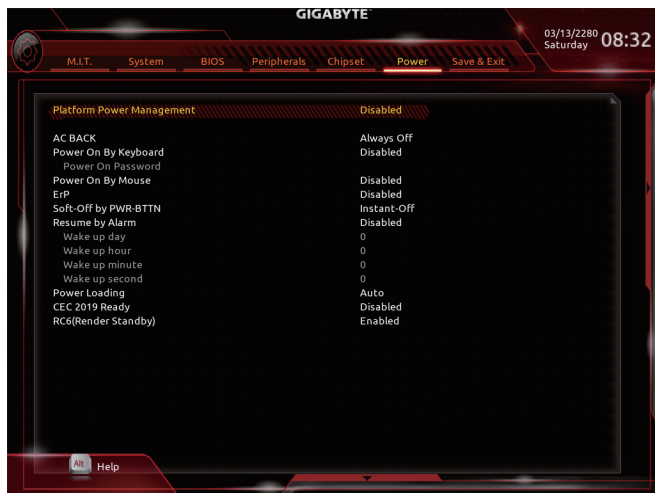 GIGABYTE™
03/13/2280 Saturday 08:32
M.I.T. System BIOS Peripherals Chipset Power Save & Exit
Platform Power Management Disabled
AC BACK Always Off
Power On By Keyboard Disabled
Power On Password
Power On By Mouse Disabled
ErP Disabled
Soft-Off by PWR-BTTN Instant-Off
Resume by Alarm Disabled
Wake up day 0
Wake up hour 0
Wake up minute 0
Wake up second 0
Power Loading Auto
CEC 2019 Ready Disabled
RC6(Render Standby) Enabled
Alt Help